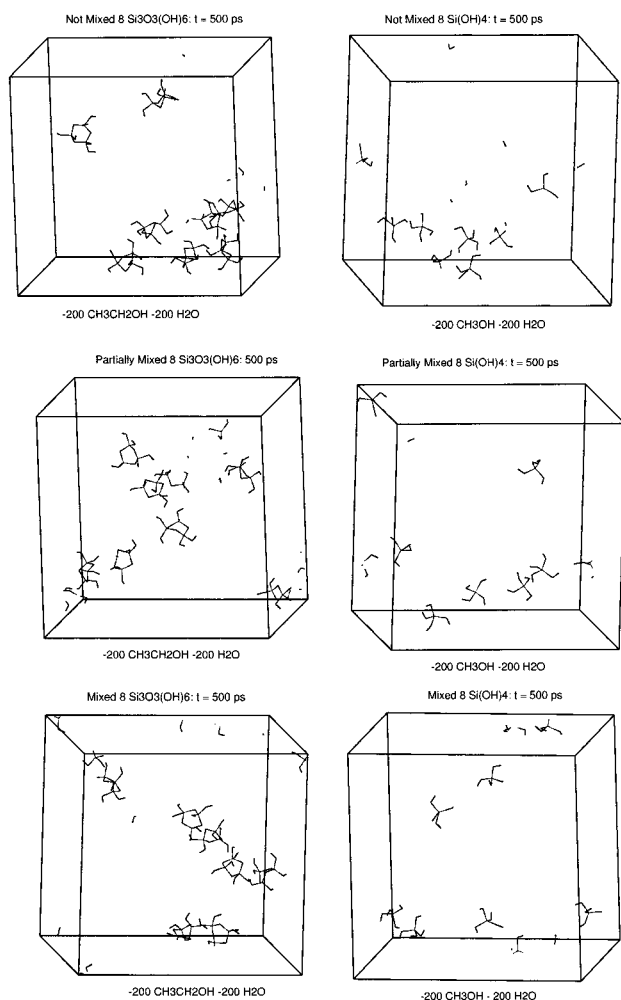 Not Mixed 8 Si3O3(OH)6: t = 500 ps
Not Mixed 8 Si(OH)4: t = 500 ps
-200 CH3CH2OH -200 H2O
-200 CH3OH -200 H2O
Partially Mixed 8 Si3O3(OH)6: 500 ps
Partially Mixed 8 Si(OH)4: t = 500 ps
-200 CH3CH2OH -200 H2O
-200 CH3OH -200 H2O
Mixed 8 Si3O3(OH)6: t = 500 ps
Mixed 8 Si(OH)4: t = 500 ps
-200 CH3CH2OH -200 H2O
-200 CH3OH - 200 H2O